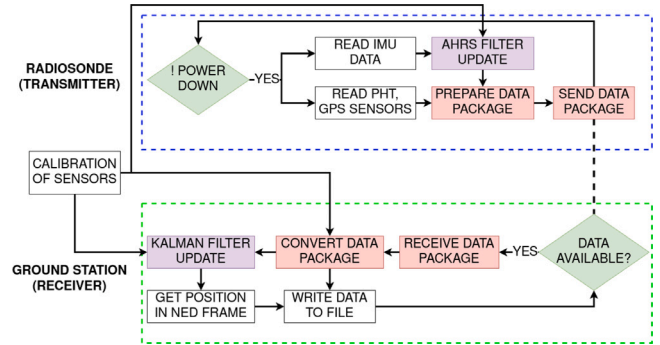 ! POWER
DOWN
YES
READ IMU
DATA
AHRS FILTER
UPDATE
READ PHT,
GPS SENSORS
PREPARE DATA
PACKAGE
SEND DATA
PACKAGE
RADIOSONDE
(TRANSMITTER)
CALIBRATION
OF SENSORS
KALMAN FILTER
UPDATE
CONVERT DATA
PACKAGE
RECEIVE DATA
PACKAGE
YES
DATA
AVAILABLE?
GROUND STATION
(RECEIVER)
GET POSITION
IN NED FRAME
WRITE DATA
TO FILE